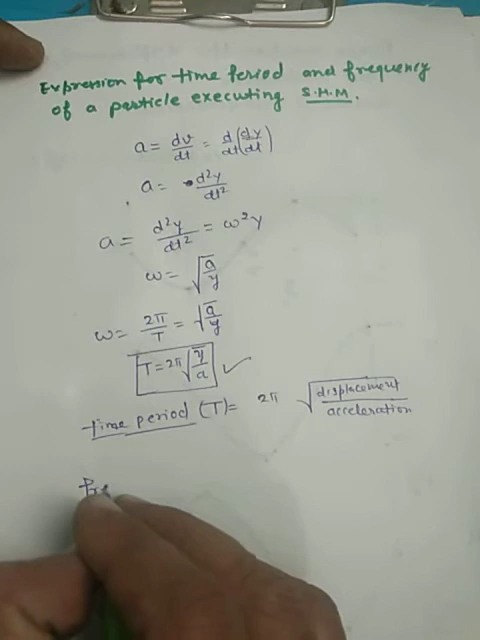 Expression for time Period and frequency
of a particle executing S.H.M.
a = dv/dt = d/dt(dy/dt)
a = d²y/dt²
a = d²y/dt² = ω²y
ω = √a/y
ω = 2π/T = √a/y
T = 2π√y/a ✓
time period (T) = 2π √displacement/acceleration
Fre